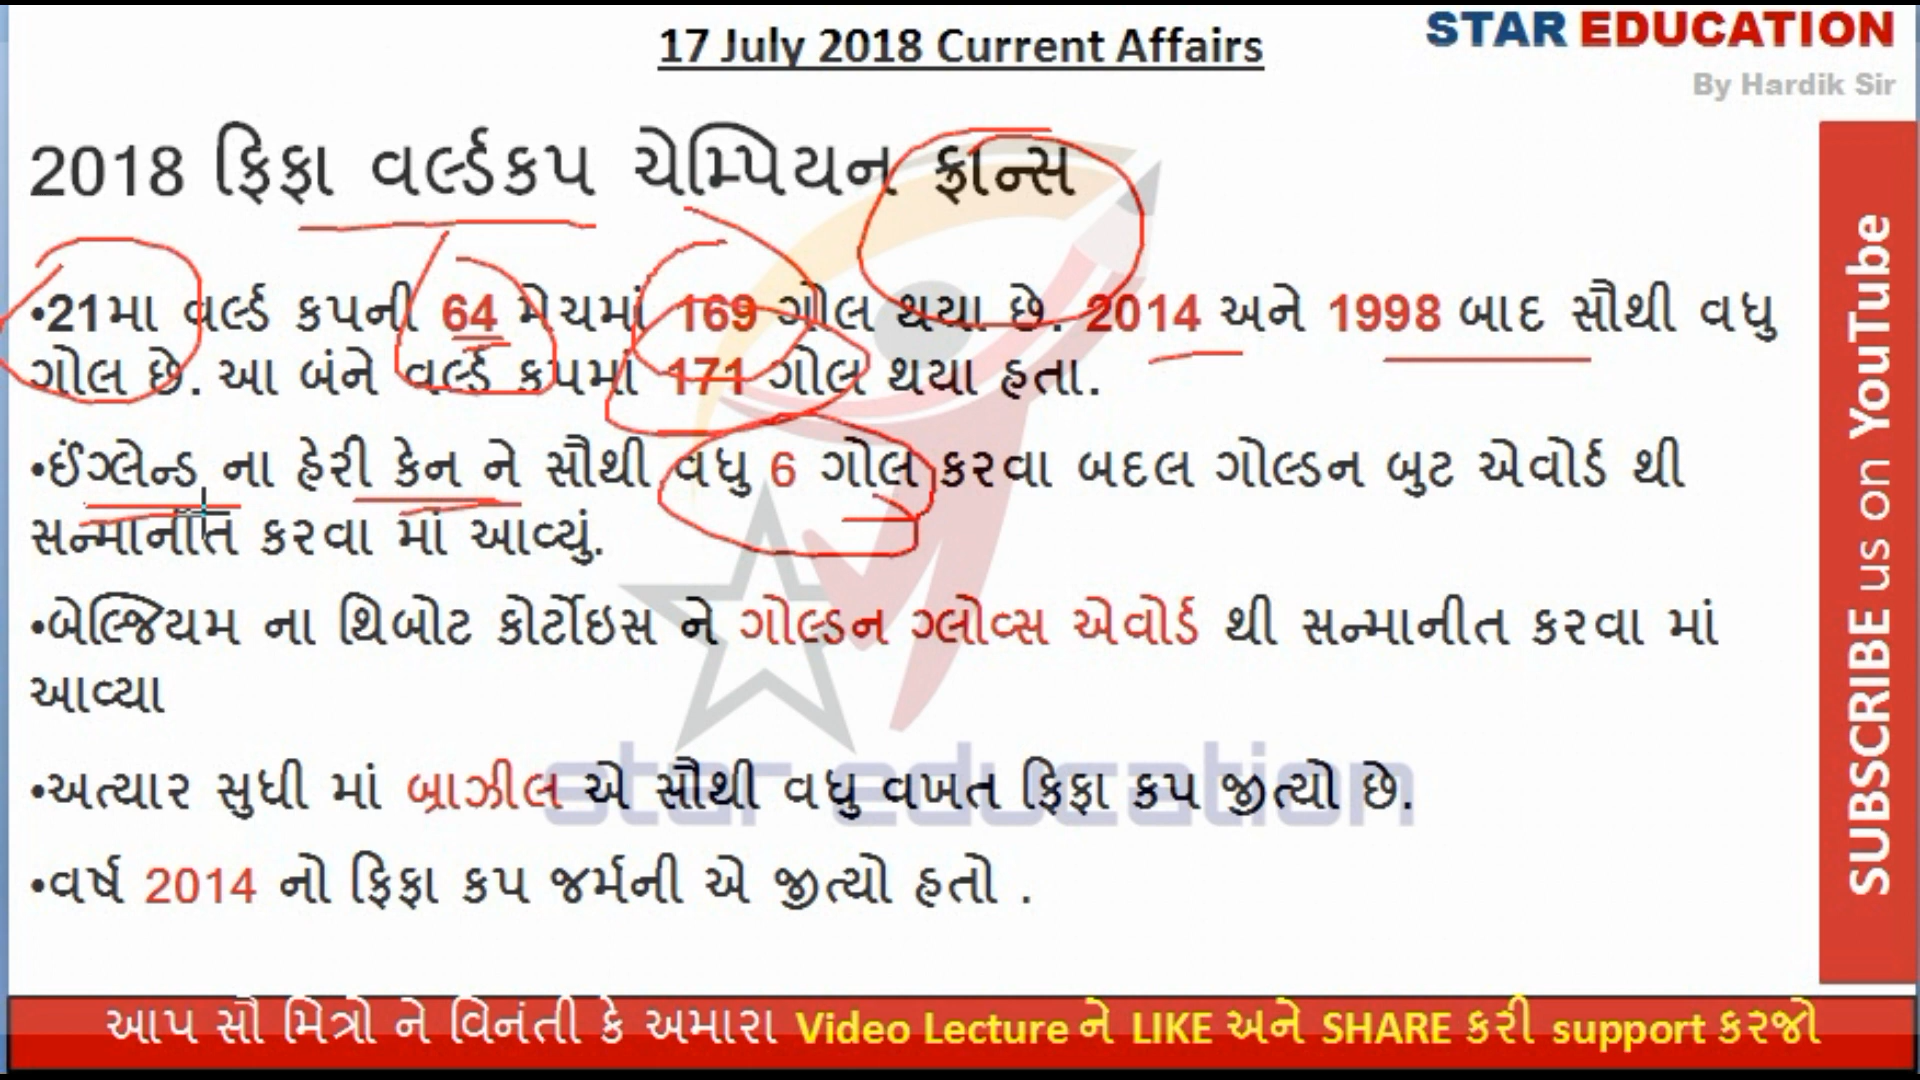 17 July 2018 Current Affairs
STAR EDUCATION
By Hardik Sir
2018 ફિફા વર્લ્ડકપ ચેમ્પિયન ફ્રાન્સ
•21મા વર્લ્ડ કપની 64 મેચમાં 169 ગોલ થયા છે. 2014 અને 1998 બાદ સૌથી વધુ
ગોલ છે. આ બંને વર્લ્ડ કપમાં 171 ગોલ થયા હતા.
•ઈંગ્લેન્ડ ના હેરી કેન ને સૌથી વધુ 6 ગોલ કરવા બદલ ગોલ્ડન બુટ એવોર્ડ થી
સન્માનીત કરવા માં આવ્યું.
•બેલ્જિયમ ના થિબોટ કોર્ટોઇસ ને ગોલ્ડન ગ્લોવ્સ એવોર્ડ થી સન્માનીત કરવા માં
આવ્યા
•અત્યાર સુધી માં બ્રાઝીલ એ સૌથી વધુ વખત ફિફા કપ જીત્યો છે.
•વર્ષ 2014 નો ફિફા કપ જર્મની એ જીત્યો હતો .
star education
SUBSCRIBE us on YouTube
આપ સૌ મિત્રો ને વિનંતી કે અમારા Video Lecture ને LIKE અને SHARE કરી support કરજો